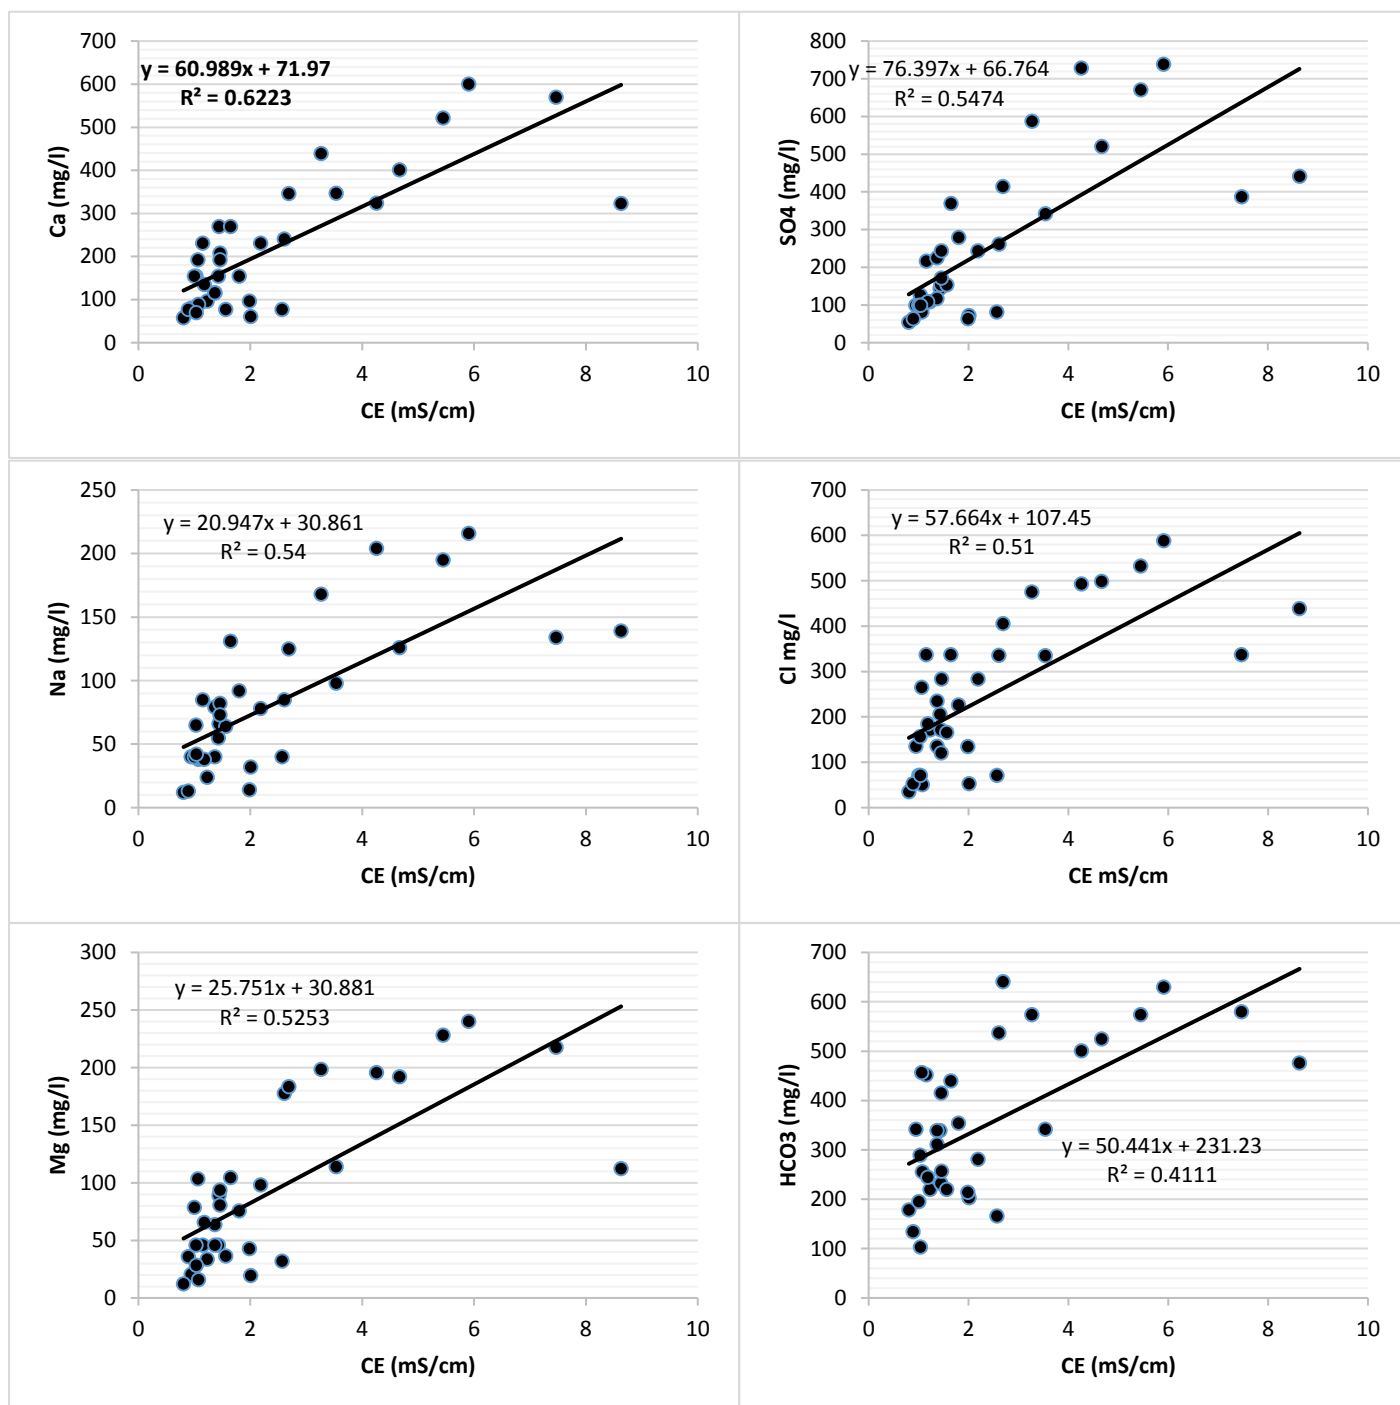 700
600
500
400
300
200
100
0
Ca (mg/l)
y = 60.989x + 71.97
R² = 0.6223
0 2 4 6 8 10
CE (mS/cm)
800
700
600
500
400
300
200
100
0
SO4 (mg/l)
y = 76.397x + 66.764
R² = 0.5474
0 2 4 6 8 10
CE (mS/cm)
250
200
150
100
50
0
Na (mg/l)
y = 20.947x + 30.861
R² = 0.54
0 2 4 6 8 10
CE (mS/cm)
700
600
500
400
300
200
100
0
Cl mg/l
y = 57.664x + 107.45
R² = 0.51
0 2 4 6 8 10
CE mS/cm
300
250
200
150
100
50
0
Mg (mg/l)
y = 25.751x + 30.881
R² = 0.5253
0 2 4 6 8 10
CE (mS/cm)
700
600
500
400
300
200
100
0
HCO3 (mg/l)
y = 50.441x + 231.23
R² = 0.4111
0 2 4 6 8 10
CE (mS/cm)